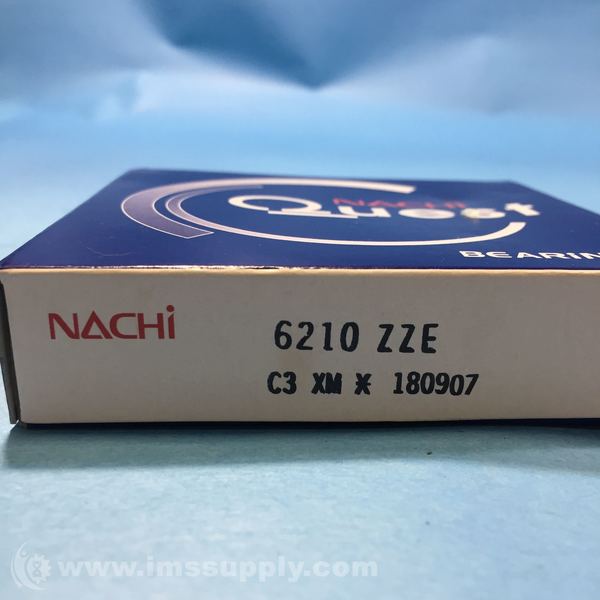 NACHI
Quest
BEARIN
NACHi
6210 ZZE
C3 XM * 180907
www.imssupply.com